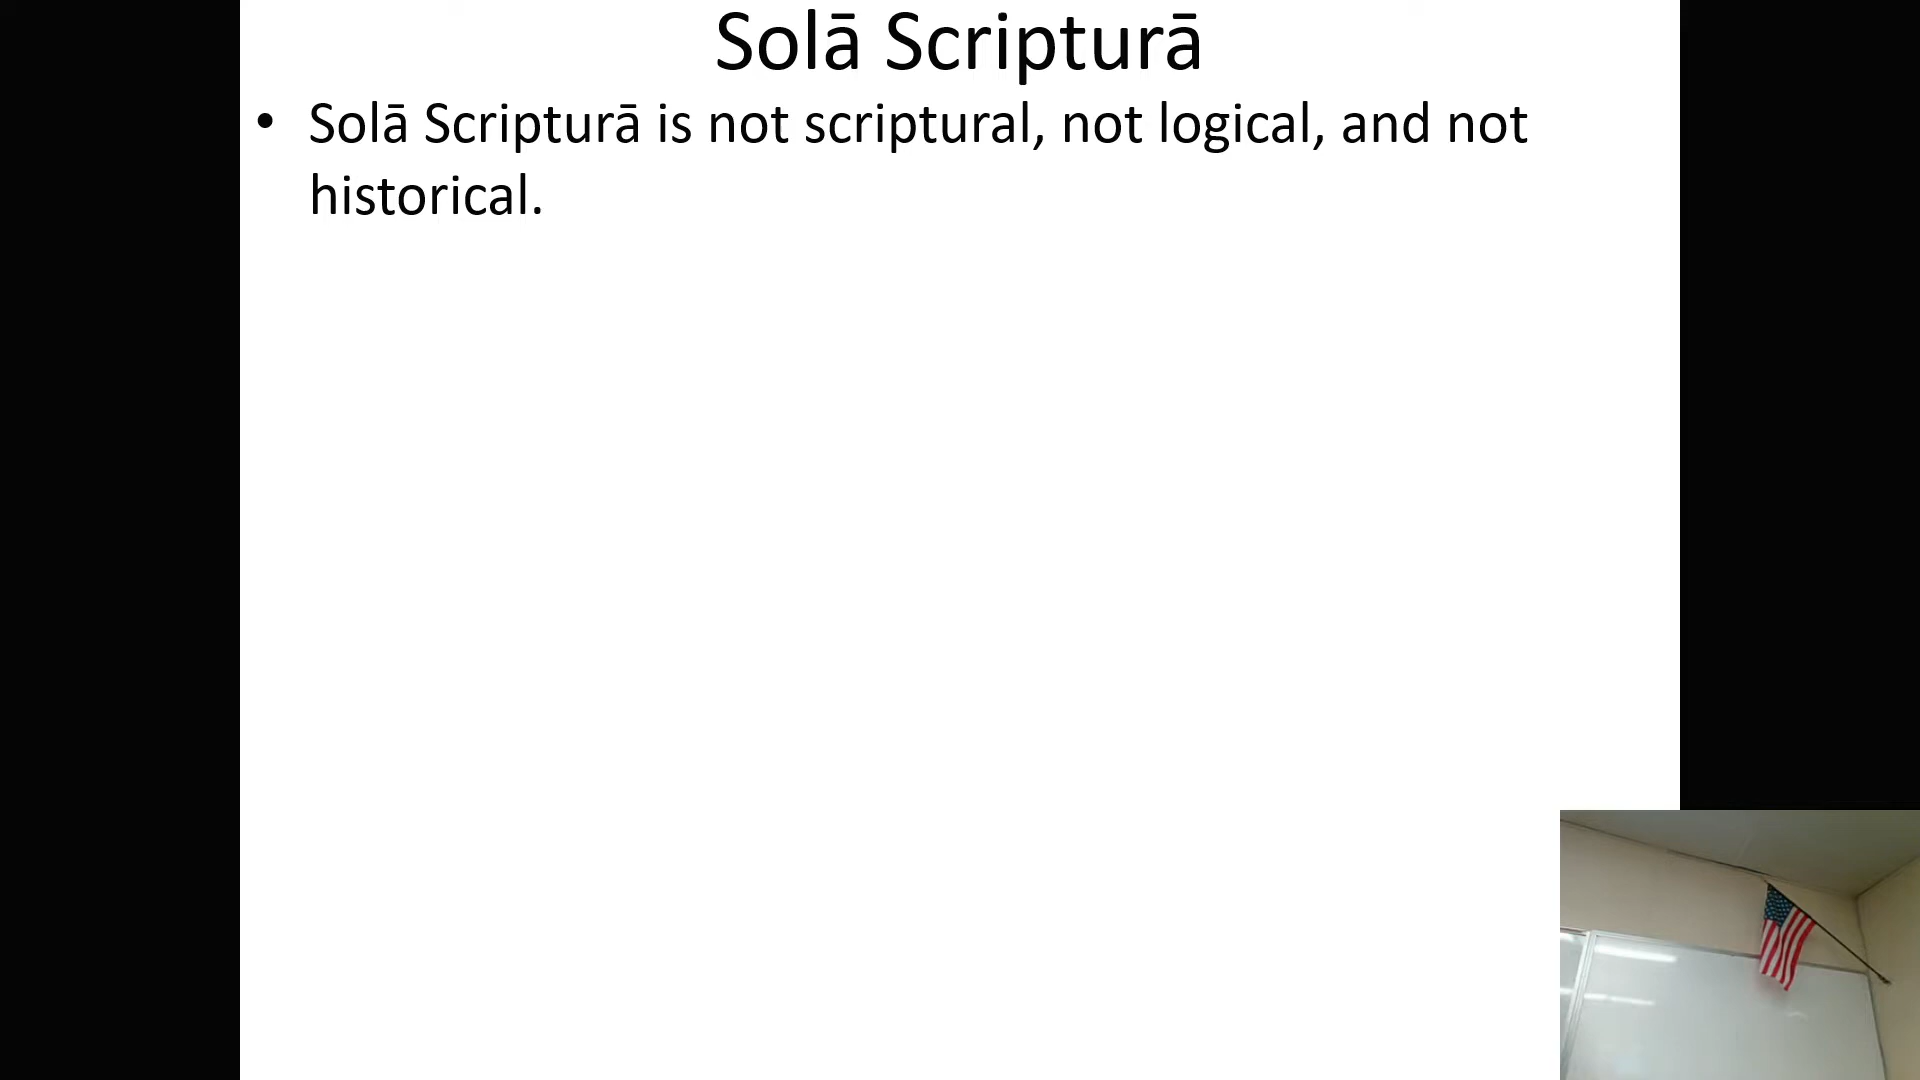 Solā Scripturā
• Solā Scripturā is not scriptural, not logical, and not
historical.